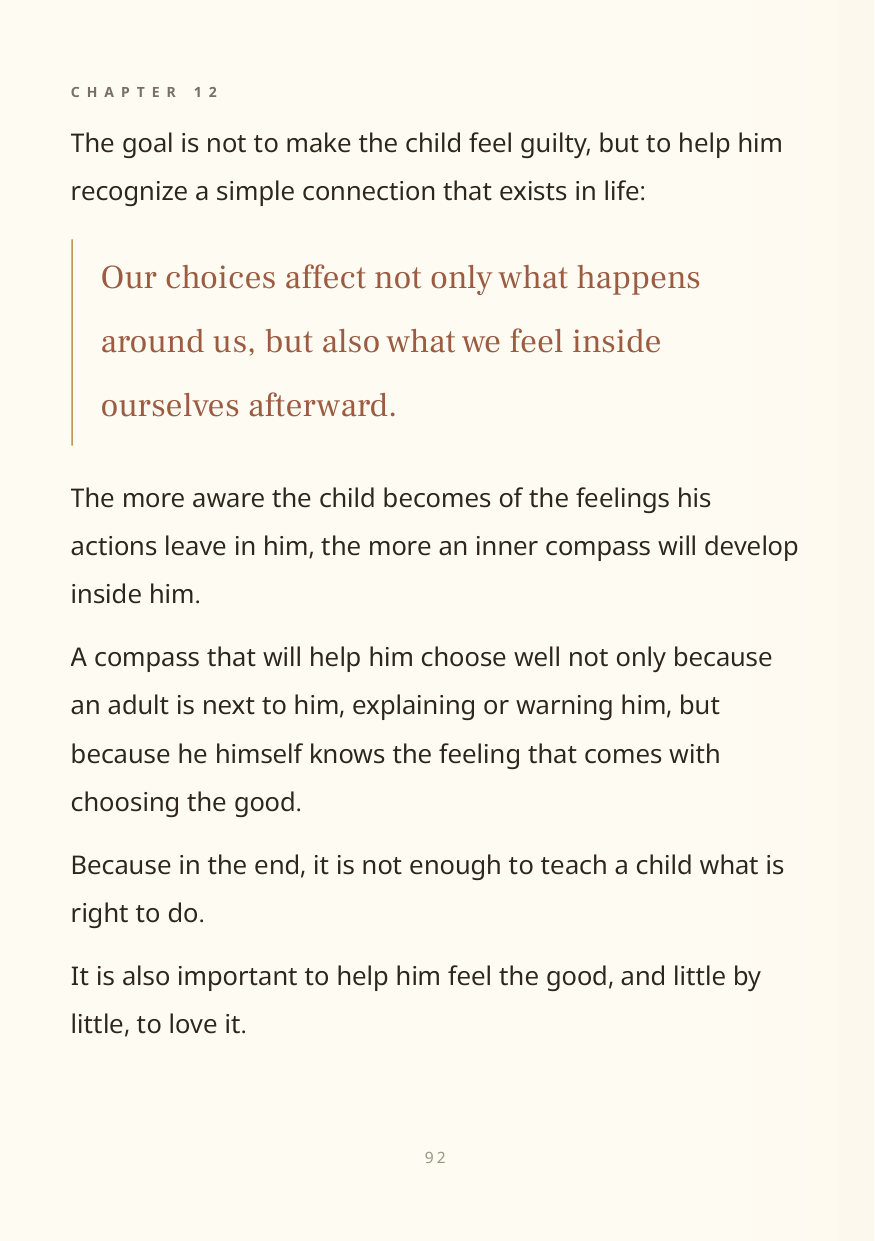 CHAPTER 12
The goal is not to make the child feel guilty, but to help him
recognize a simple connection that exists in life:
Our choices affect not only what happens
around us, but also what we feel inside
ourselves afterward.
The more aware the child becomes of the feelings his
actions leave in him, the more an inner compass will develop
inside him.
A compass that will help him choose well not only because
an adult is next to him, explaining or warning him, but
because he himself knows the feeling that comes with
choosing the good.
Because in the end, it is not enough to teach a child what is
right to do.
It is also important to help him feel the good, and little by
little, to love it.
92